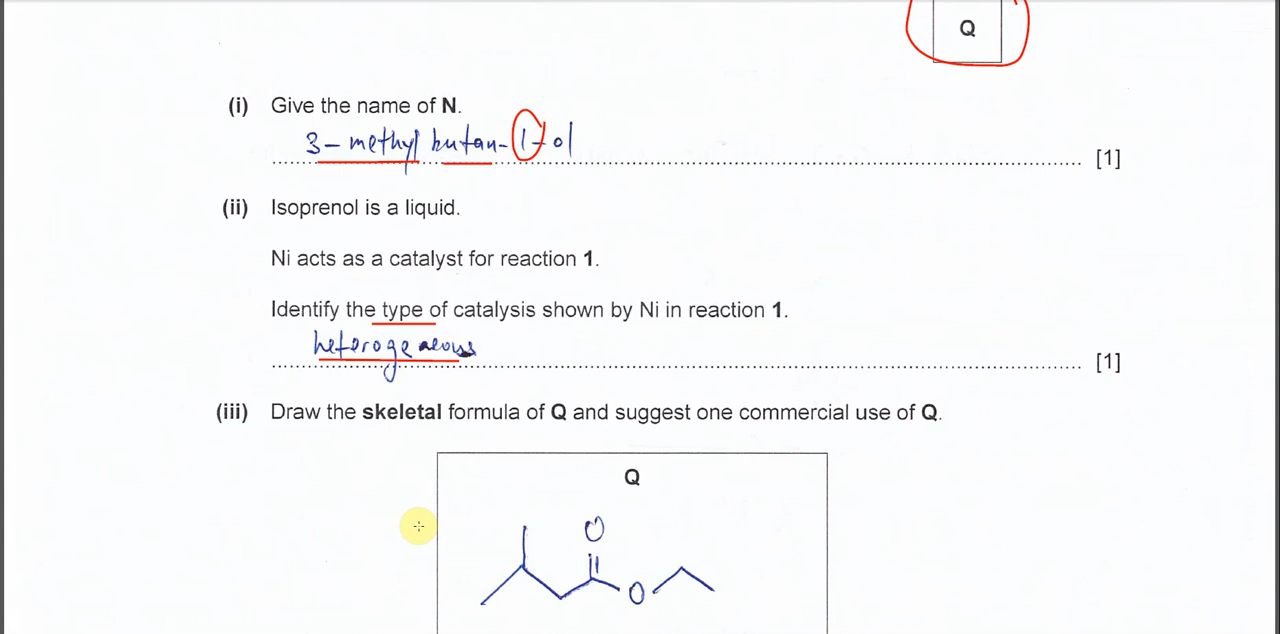 Q
(i) Give the name of N.
3-methyl butan-1-ol
[1]
(ii) Isoprenol is a liquid.
Ni acts as a catalyst for reaction 1.
Identify the type of catalysis shown by Ni in reaction 1.
heterogeneous
[1]
(iii) Draw the skeletal formula of Q and suggest one commercial use of Q.
Q
O
O